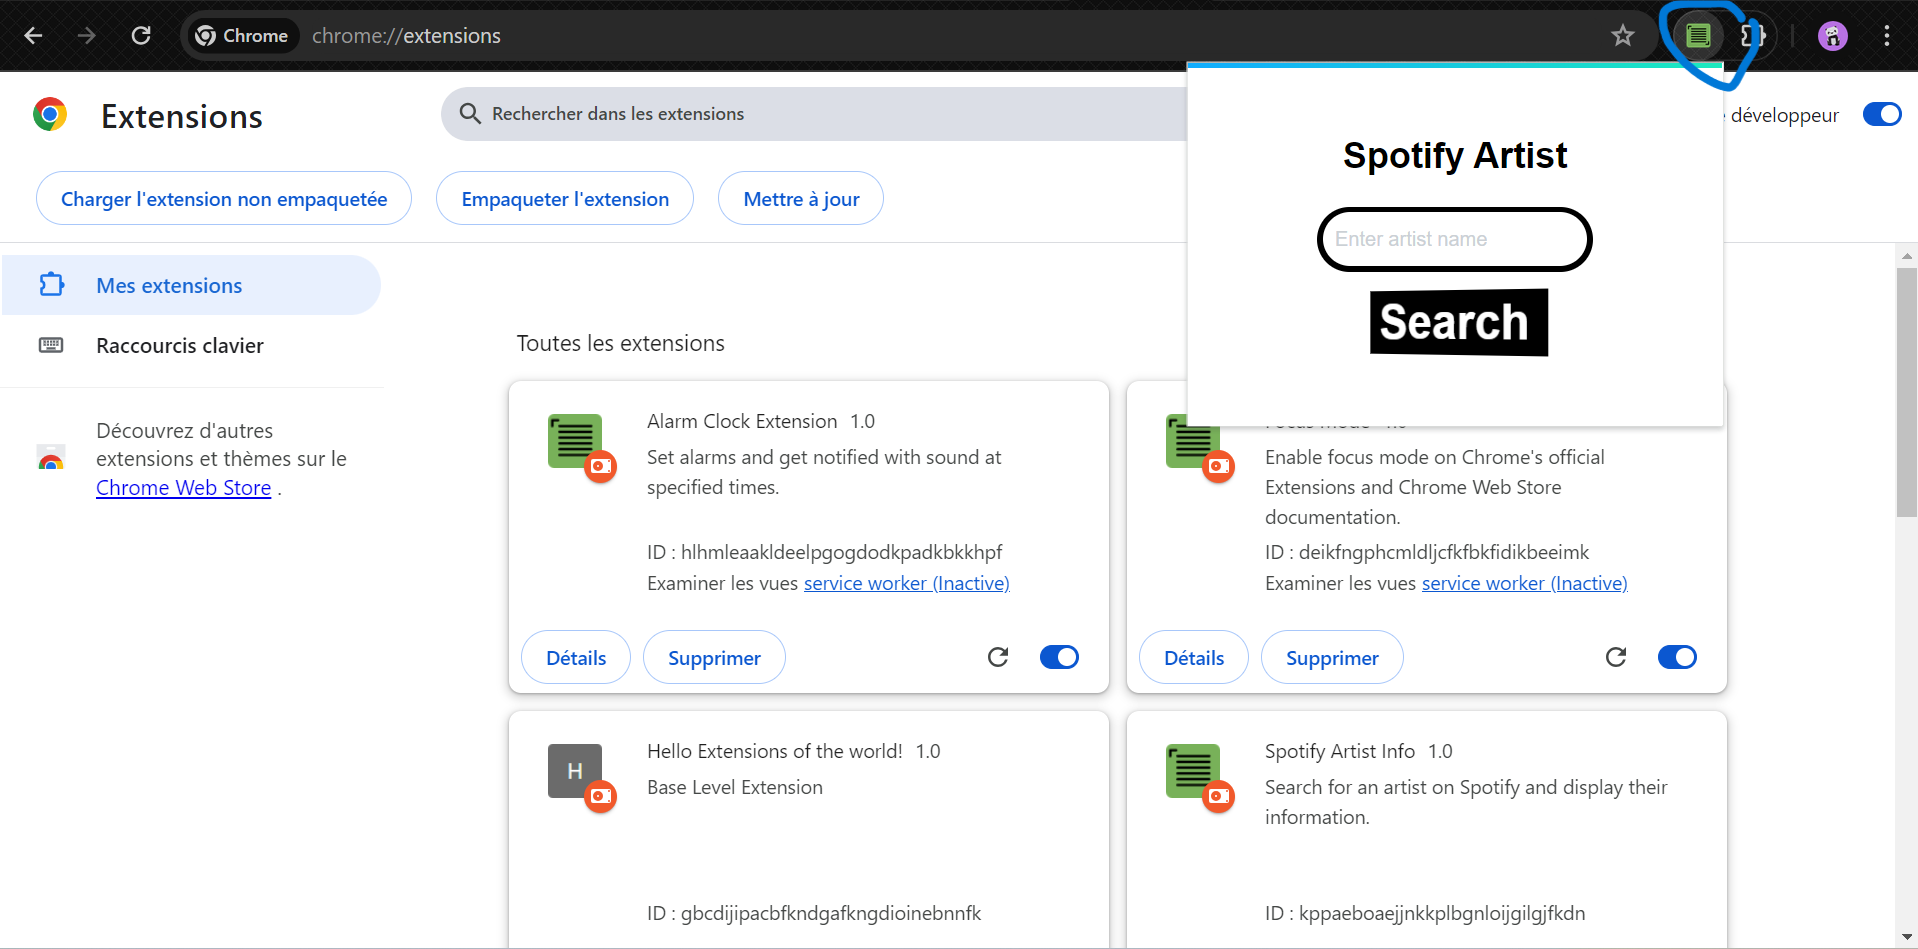 Chrome chrome://extensions
Extensions
Rechercher dans les extensions
développeur
Charger l'extension non empaquetée
Empaqueter l'extension
Mettre à jour
Spotify Artist
Enter artist name
Search
Mes extensions
Raccourcis clavier
Découvrez d'autres
extensions et thèmes sur le
Chrome Web Store .
Toutes les extensions
Alarm Clock Extension 1.0
Set alarms and get notified with sound at
specified times.
ID : hlhmleaakldeelpgogdodkpadkbkkhpf
Examiner les vues service worker (Inactive)
Détails
Supprimer
Enable focus mode on Chrome's official
Extensions and Chrome Web Store
documentation.
ID : deikfngphcmldljcfkfbkfidikbeeimk
Examiner les vues service worker (Inactive)
Détails
Supprimer
H
Hello Extensions of the world! 1.0
Base Level Extension
ID : gbcdijipacbfkndgafkngdioinebnnfk
Spotify Artist Info 1.0
Search for an artist on Spotify and display their
information.
ID : kppaeboaejjnkkplbgnloijgilgjfkdn